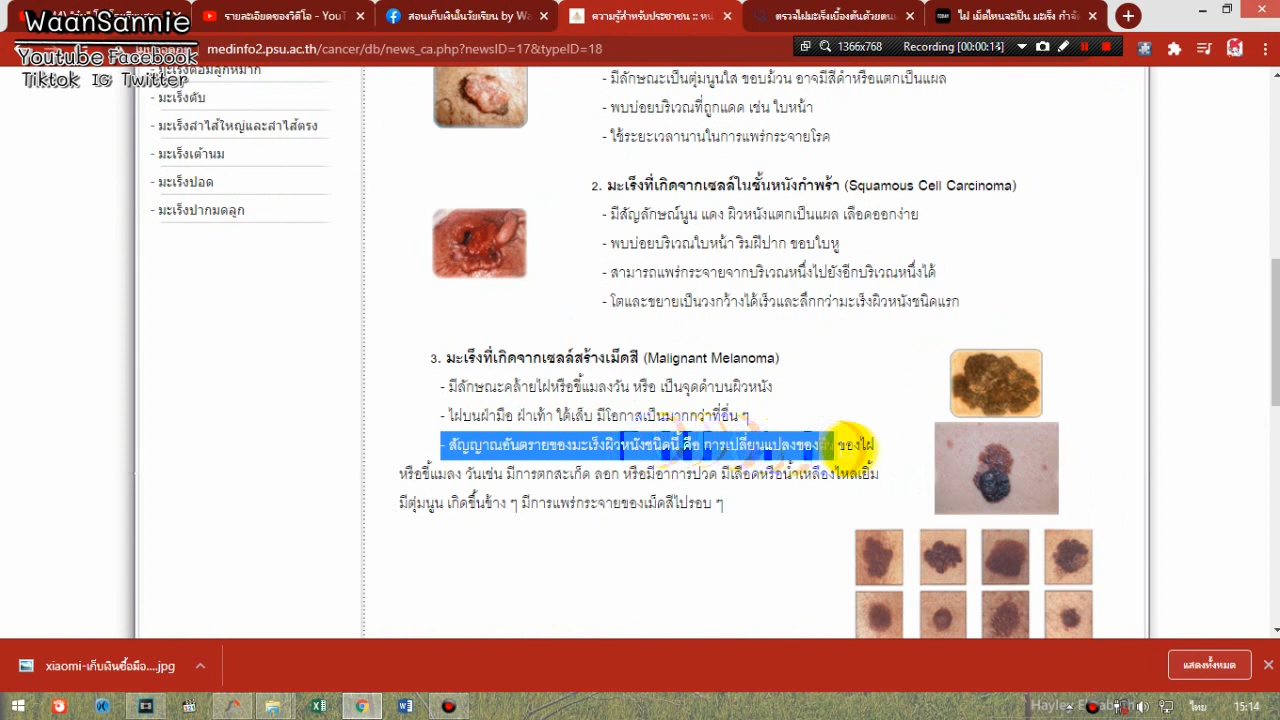 WaanSannie
Youtube Facebook
Tiktok IG Twitter
รายละเอียดของวิดีโอ - YouT
สอนเก็บเงินในวัยเรียน by Wa
ความรู้สำหรับประชาชน :: หน้
ตรวจไฝมะเร็งเบื้องต้นด้วยตน
ไฝ เม็ดไหนจะเป็น มะเร็ง กำจัด
medinfo2.psu.ac.th/cancer/db/news_ca.php?newsID=17&typeID=18
1366x768
Recording [00:00:14]
- มะเร็งต่อมลูกหมาก
- มะเร็งตับ
- มะเร็งลำไส้ใหญ่และลำไส้ตรง
- มะเร็งเต้านม
- มะเร็งปอด
- มะเร็งปากมดลูก
- มีลักษณะเป็นตุ่มนูนใส ขอบม้วน อาจมีสีดำหรือแตกเป็นแผล
- พบบ่อยบริเวณที่ถูกแดด เช่น ใบหน้า
- ใช้ระยะเวลานานในการแพร่กระจายโรค
2. มะเร็งที่เกิดจากเซลล์ในชั้นหนังกำพร้า (Squamous Cell Carcinoma)
- มีสัญลักษณ์นูน แดง ผิวหนังแตกเป็นแผล เลือดออกง่าย
- พบบ่อยบริเวณใบหน้า ริมฝีปาก ขอบใบหู
- สามารถแพร่กระจายจากบริเวณหนึ่งไปยังอีกบริเวณหนึ่งได้
- โตและขยายเป็นวงกว้างได้เร็วและลึกกว่ามะเร็งผิวหนังชนิดแรก
3. มะเร็งที่เกิดจากเซลล์สร้างเม็ดสี (Malignant Melanoma)
- มีลักษณะคล้ายไฝหรือขี้แมลงวัน หรือ เป็นจุดดำบนผิวหนัง
- ไฝบนฝ่ามือ ฝ่าเท้า ใต้เล็บ มีโอกาสเป็นมากกว่าที่อื่น ๆ
- สัญญาณอันตรายของมะเร็งผิวหนังชนิดนี้ คือ การเปลี่ยนแปลงของสี ของไฝ
หรือขี้แมลง วันเช่น มีการตกสะเก็ด ลอก หรือมีอาการปวด มีเลือดหรือน้ำเหลืองไหลเยิ้ม
มีตุ่มนูน เกิดขึ้นข้าง ๆ มีการแพร่กระจายของเม็ดสีไปรอบ ๆ
xiaomi-เก็บเงินซื้อมือ....jpg
แสดงทั้งหมด
ไทย
15:14